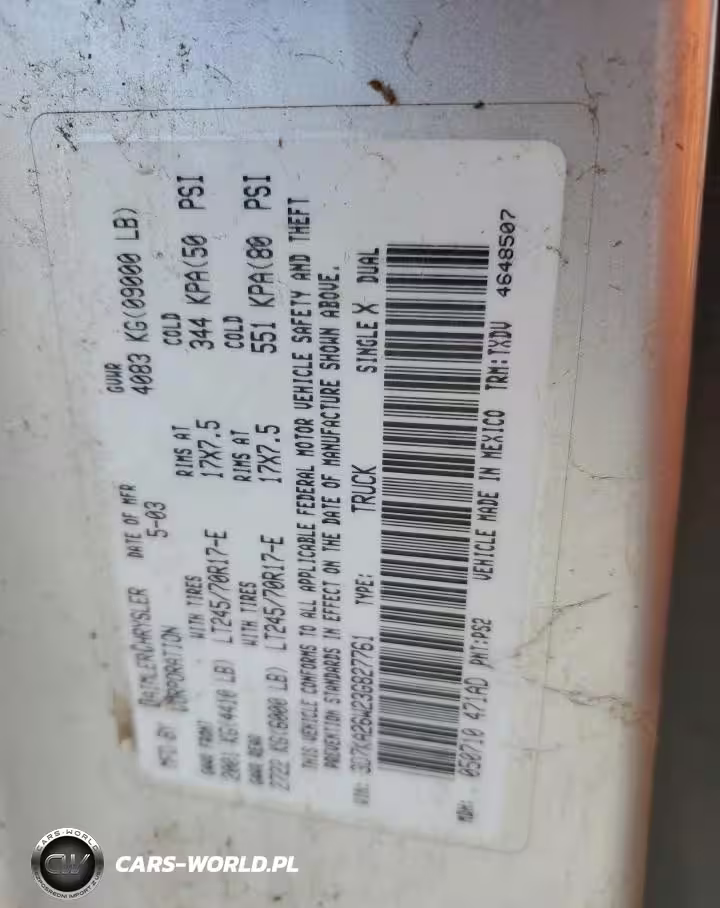 MFD BY DAIMLERCHRYSLER CORPORATION DATE OF MFR 5-03 GVWR 4083 KG(09000 LB)
GAWR FRONT WITH TIRES RIMS AT COLD
2001 KG(4410 LB) LT245/70R17-E 17X7.5 344 KPA(50 PSI
GAWR REAR WITH TIRES RIMS AT COLD
2722 KG(6000 LB) LT245/70R17-E 17X7.5 551 KPA(80 PSI
THIS VEHICLE CONFORMS TO ALL APPLICABLE FEDERAL MOTOR VEHICLE SAFETY AND THEFT
PREVENTION STANDARDS IN EFFECT ON THE DATE OF MANUFACTURE SHOWN ABOVE.
VIN: 3D7KA26W23G827761 TYPE: TRUCK SINGLE X DUAL
MDH: 050710 471AD PNT:PS2 VEHICLE MADE IN MEXICO TRM:TXDV 4648507
CARS-WORLD
CW
CARS-WORLD.PL